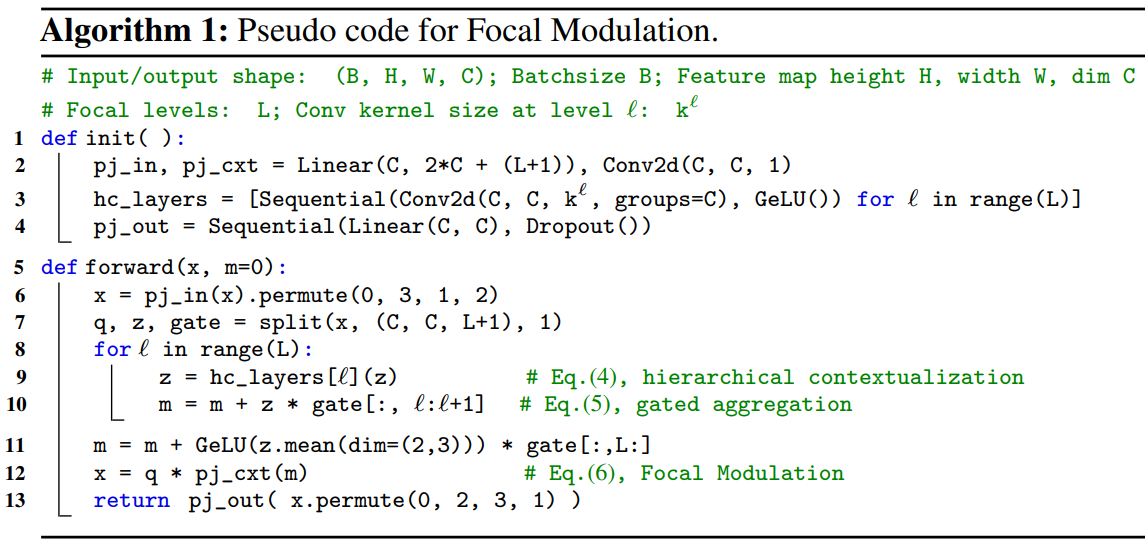 Algorithm 1: Pseudo code for Focal Modulation.
# Input/output shape: (B, H, W, C); Batchsize B; Feature map height H, width W, dim C
# Focal levels: L; Conv kernel size at level ℓ: k^ℓ
1 def init( ):
2 pj_in, pj_cxt = Linear(C, 2*C + (L+1)), Conv2d(C, C, 1)
3 hc_layers = [Sequential(Conv2d(C, C, k^ℓ, groups=C), GeLU()) for ℓ in range(L)]
4 pj_out = Sequential(Linear(C, C), Dropout())
5 def forward(x, m=0):
6 x = pj_in(x).permute(0, 3, 1, 2)
7 q, z, gate = split(x, (C, C, L+1), 1)
8 for ℓ in range(L):
9 z = hc_layers[ℓ](z) # Eq.(4), hierarchical contextualization
10 m = m + z * gate[:, ℓ:ℓ+1] # Eq.(5), gated aggregation
11 m = m + GeLU(z.mean(dim=(2,3))) * gate[:,L:]
12 x = q * pj_cxt(m) # Eq.(6), Focal Modulation
13 return pj_out( x.permute(0, 2, 3, 1) )